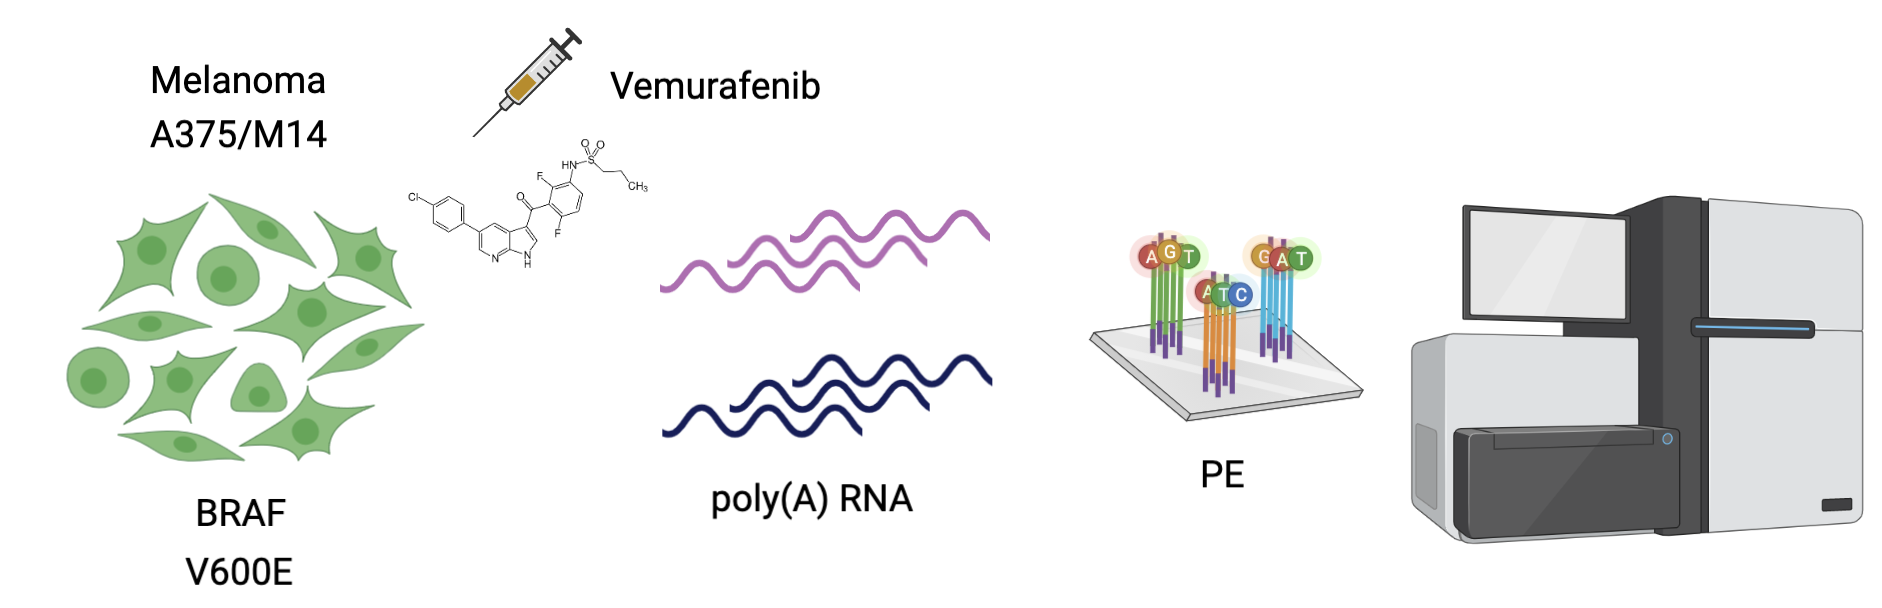 Melanoma
A375/M14
Vemurafenib
O O
HN S
F
CH₃
Cl
O
F
N N
H
A G T
G A T
A T C
PE
poly(A) RNA
BRAF
V600E